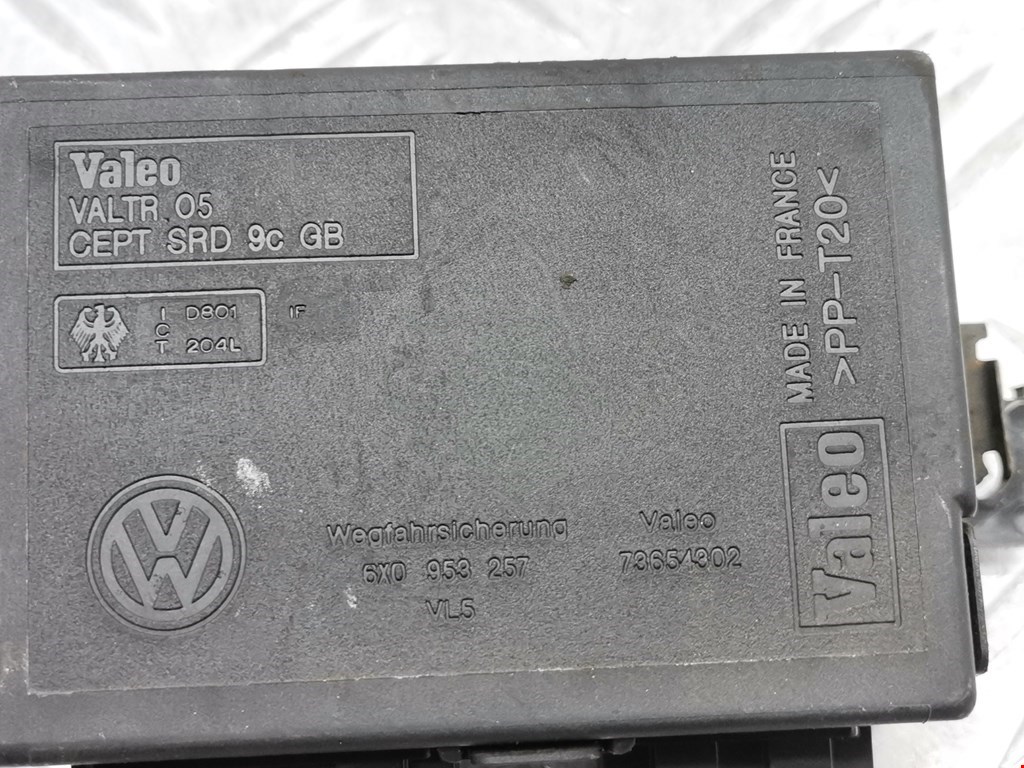 Valeo
VALTR 05
CEPT SRD 9c GB
I D801 IF
C
T 204L
Wegfahrsicherung
6X0 953 257
VL5
Valeo
73654302
MADE IN FRANCE
>PP-T20<
Valeo